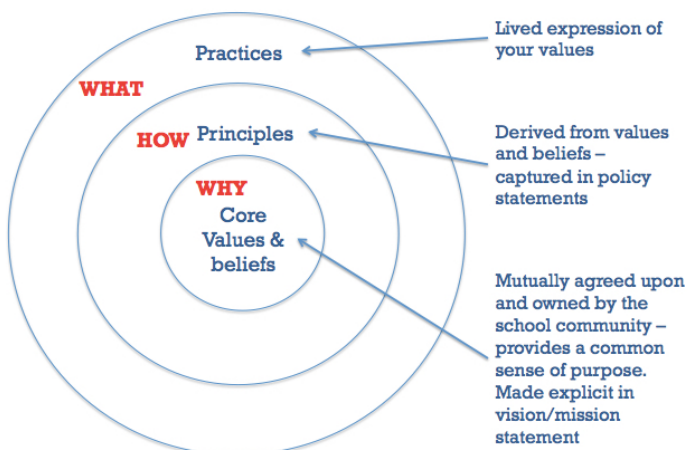 Practices
WHAT
HOW
Principles
WHY
Core
Values &
beliefs
Lived expression of
your values
Derived from values
and beliefs –
captured in policy
statements
Mutually agreed upon
and owned by the
school community –
provides a common
sense of purpose.
Made explicit in
vision/mission
statement